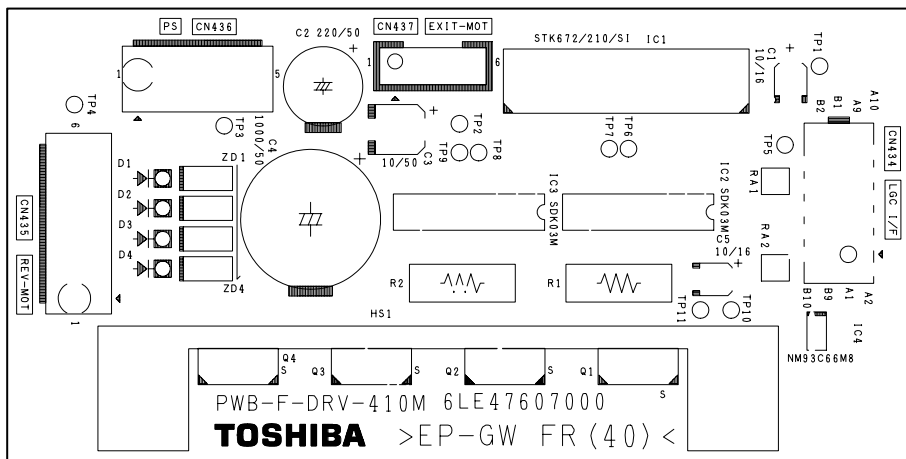 PS CN436
C2 220/50
CN437 EXIT-MOT
STK672/210/SI IC1
C1
10/16
+
TP1
1
5
1
6
TP4
6
TP3
1000/50
C4
+
10/50
C3
+
TP2
TP9
TP8
TP7
TP6
TP5
B2
B1
A9
A10
CN434
LGC I/F
RA1
RA2
D1
D2
D3
D4
ZD1
ZD4
CN435
REV-MOT
1
IC3 SDK03M
IC2 SDK03M
C5
10/16
+
R2
R1
TP11
TP10
B10
B9
A1
A2
IC4
NM93C66M8
HS1
Q4
S
Q3
S
Q2
S
Q1
S
PWB-F-DRV-410M 6LE47607000
TOSHIBA >EP-GW FR(40)<